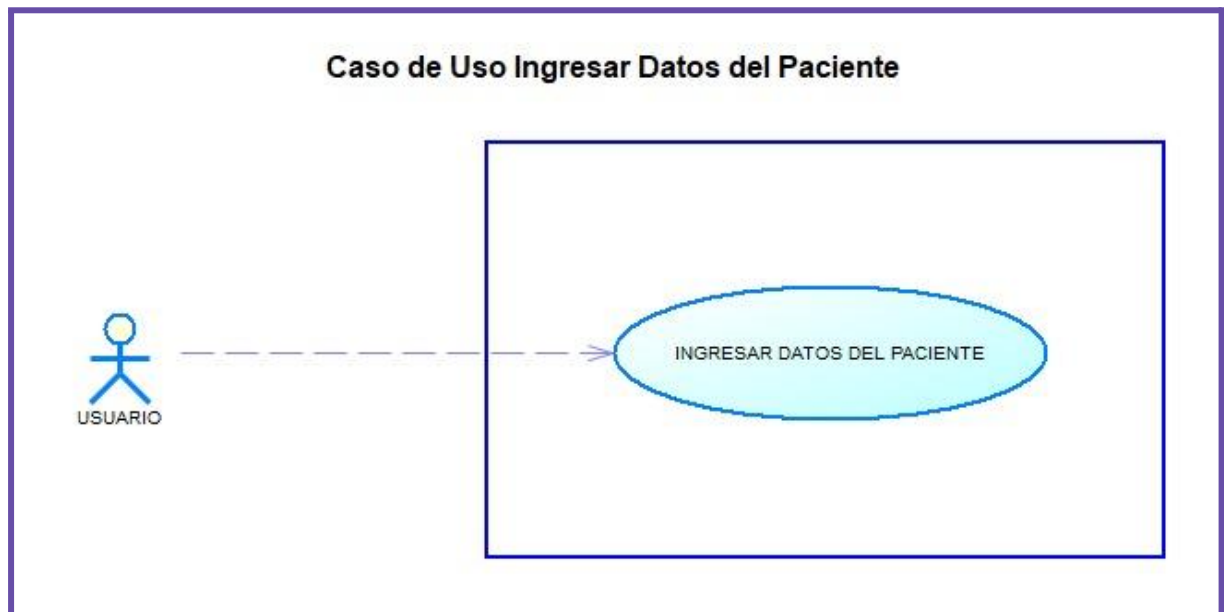 Caso de Uso Ingresar Datos del Paciente
INGRESAR DATOS DEL PACIENTE
USUARIO